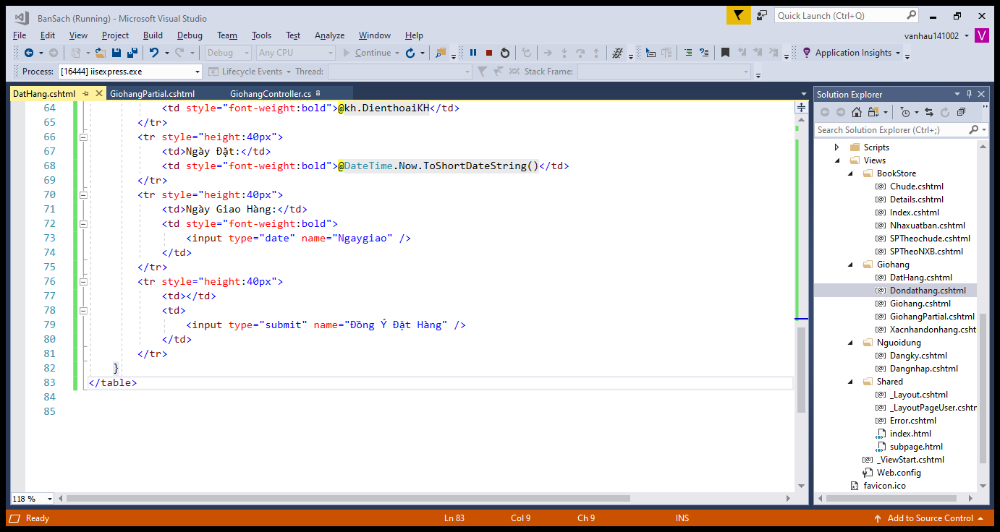 BanSach (Running) - Microsoft Visual Studio
Quick Launch (Ctrl+Q)
File Edit View Project Build Debug Team Tools Test Analyze Window Help
vanhau141002 V
Debug Any CPU Continue Application Insights
Process: [16444] iisexpress.exe Lifecycle Events Thread: Stack Frame:
DatHang.cshtml GiohangPartial.cshtml GiohangController.cs
64 <td style="font-weight:bold">@kh.DienthoaiKH</td>
65 </tr>
66 <tr style="height:40px">
67 <td>Ngày Đặt:</td>
68 <td style="font-weight:bold">@DateTime.Now.ToShortDateString()</td>
69 </tr>
70 <tr style="height:40px">
71 <td>Ngày Giao Hàng:</td>
72 <td style="font-weight:bold">
73 <input type="date" name="Ngaygiao" />
74 </td>
75 </tr>
76 <tr style="height:40px">
77 <td></td>
78 <td>
79 <input type="submit" name="Đồng Ý Đặt Hàng" />
80 </td>
81 </tr>
82 }
83 </table>
84
85
118 %
Solution Explorer
Search Solution Explorer (Ctrl+;)
Scripts
Views
BookStore
Chude.cshtml
Details.cshtml
Index.cshtml
Nhaxuatban.cshtml
SPTheochude.cshtml
SPTheoNXB.cshtml
Giohang
DatHang.cshtml
Dondathang.cshtml
Giohang.cshtml
GiohangPartial.cshtml
Xacnhandonhang.csht
Nguoidung
Dangky.cshtml
Dangnhap.cshtml
Shared
_Layout.cshtml
_LayoutPageUser.cshtr
Error.cshtml
index.html
subpage.html
_ViewStart.cshtml
Web.config
favicon.ico
Ready Ln 83 Col 9 Ch 9 INS Add to Source Control